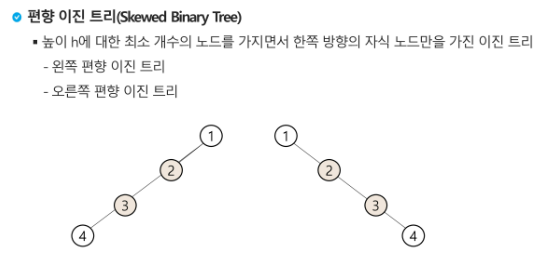 편향 이진 트리(Skewed Binary Tree)
▪ 높이 h에 대한 최소 개수의 노드를 가지면서 한쪽 방향의 자식 노드만을 가진 이진 트리
- 왼쪽 편향 이진 트리
- 오른쪽 편향 이진 트리
1 1
2 2
3 3
4 4